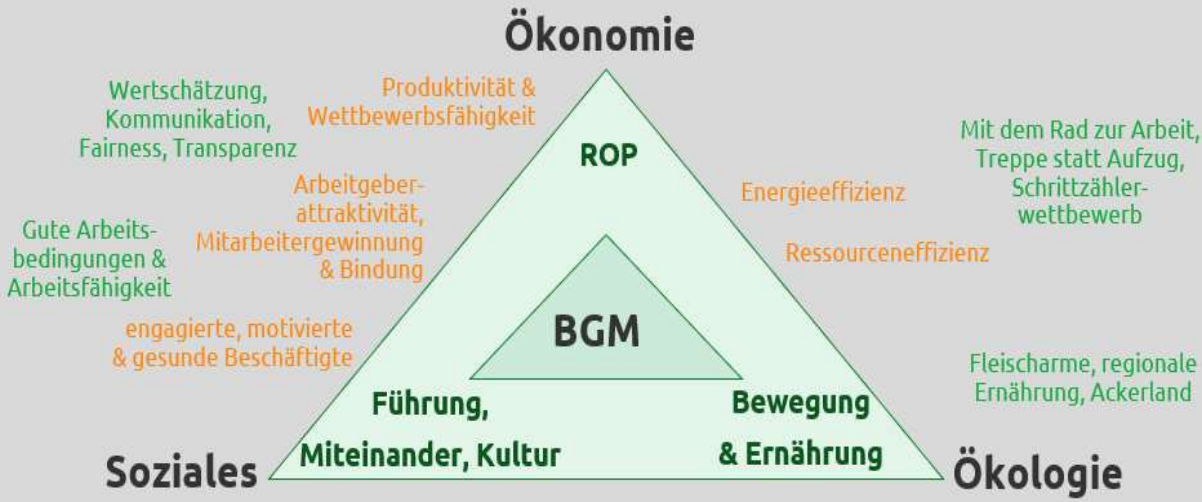 Ökonomie
Wertschätzung,
Kommunikation,
Fairness, Transparenz
Produktivität &
Wettbewerbsfähigkeit
ROP
Mit dem Rad zur Arbeit,
Treppe statt Aufzug,
Schrittzähler-
wettbewerb
Arbeitgeber-
attraktivität,
Mitarbeitergewinnung
& Bindung
Energieeffizienz
Ressourceneffizienz
Gute Arbeits-
bedingungen &
Arbeitsfähigkeit
engagierte, motivierte
& gesunde Beschäftigte
BGM
Fleischarme, regionale
Ernährung, Ackerland
Führung,
Miteinander, Kultur
Bewegung
& Ernährung
Soziales
Ökologie